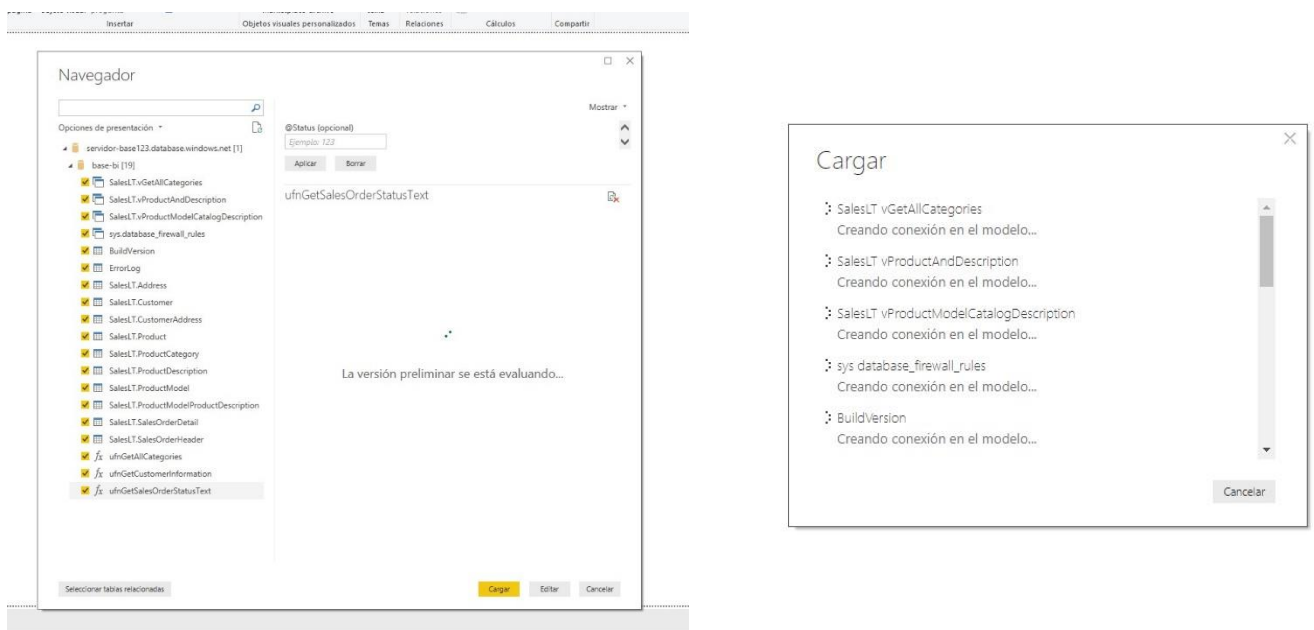 Insertar
Objetos visuales personalizados
Temas
Relaciones
Cálculos
Compartir
Navegador
Mostrar
Opciones de presentación
servidor-base123.database.windows.net [1]
base-bi [19]
SalesLT.vGetAllCategories
SalesLT.vProductAndDescription
SalesLT.vProductModelCatalogDescription
sys.database_firewall_rules
BuildVersion
ErrorLog
SalesLT.Address
SalesLT.Customer
SalesLT.CustomerAddress
SalesLT.Product
SalesLT.ProductCategory
SalesLT.ProductDescription
SalesLT.ProductModel
SalesLT.ProductModelProductDescription
SalesLT.SalesOrderDetail
SalesLT.SalesOrderHeader
fx ufnGetAllCategories
fx ufnGetCustomerInformation
fx ufnGetSalesOrderStatusText
@Status (opcional)
Ejemplo: 123
Aplicar
Borrar
ufnGetSalesOrderStatusText
La versión preliminar se está evaluando...
Seleccionar tablas relacionadas
Cargar
Editar
Cancelar
Cargar
SalesLT vGetAllCategories
Creando conexión en el modelo...
SalesLT vProductAndDescription
Creando conexión en el modelo...
SalesLT vProductModelCatalogDescription
Creando conexión en el modelo...
sys database_firewall_rules
Creando conexión en el modelo...
BuildVersion
Creando conexión en el modelo...
Cancelar